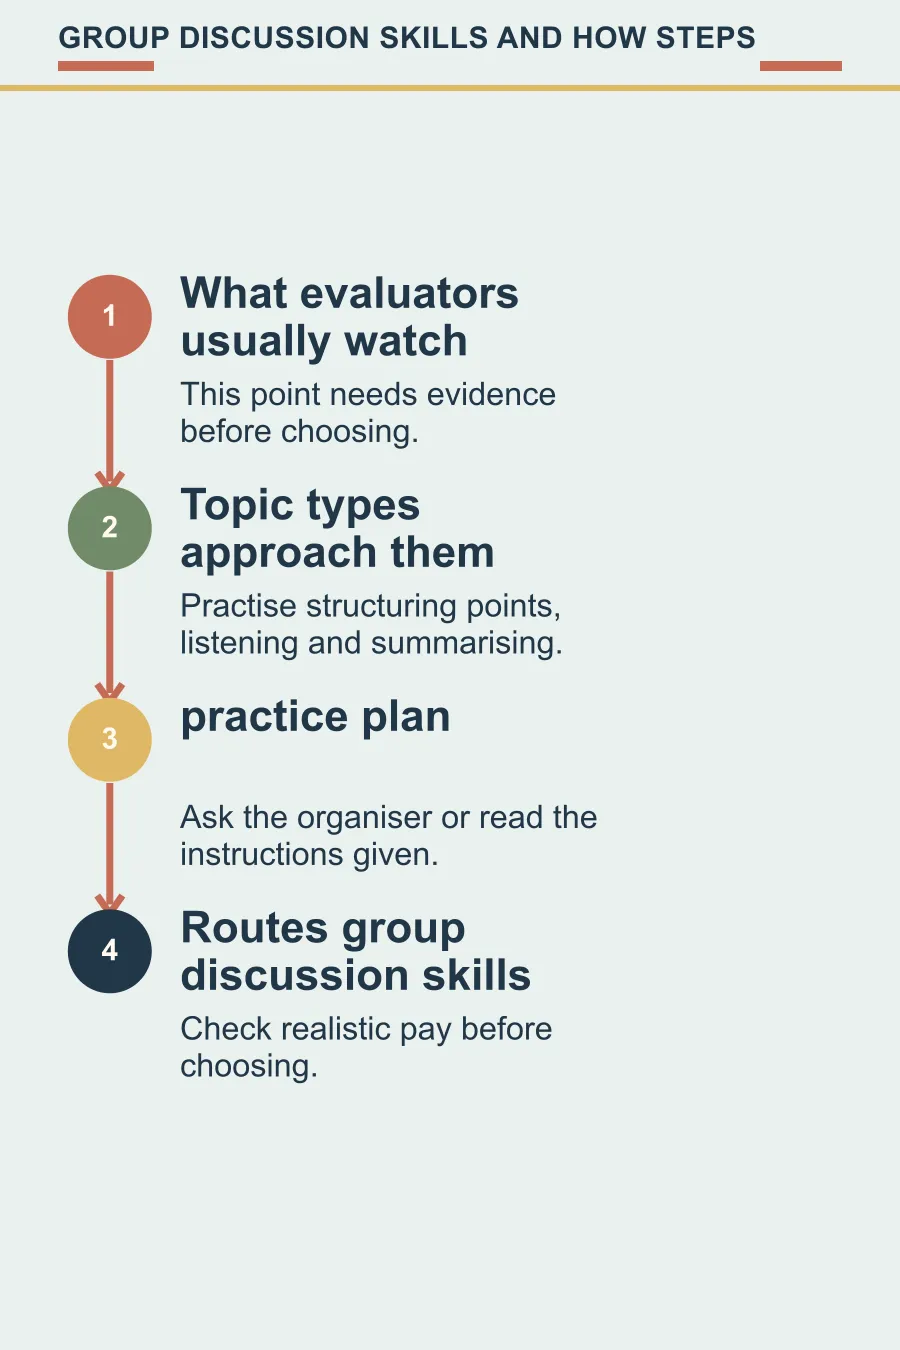 GROUP DISCUSSION SKILLS AND HOW STEPS
1
What evaluators
usually watch
This point needs evidence
before choosing.
2
Topic types
approach them
Practise structuring points,
listening and summarising.
3
practice plan
Ask the organiser or read the
instructions given.
4
Routes group
discussion skills
Check realistic pay before
choosing.